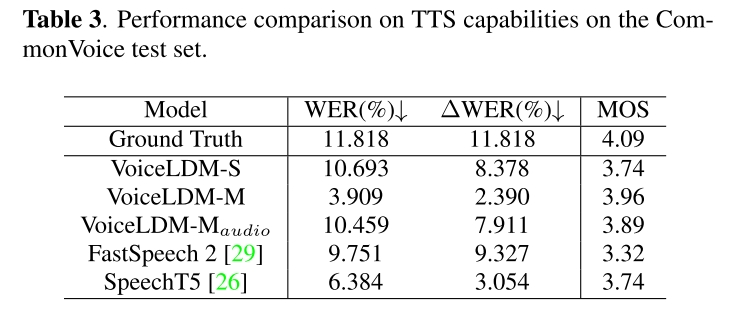 Table 3. Performance comparison on TTS capabilities on the Com-
monVoice test set.
Model WER(%)↓ ΔWER(%)↓ MOS
Ground Truth 11.818 11.818 4.09
VoiceLDM-S 10.693 8.378 3.74
VoiceLDM-M 3.909 2.390 3.96
VoiceLDM-Maudio 10.459 7.911 3.89
FastSpeech 2 [29] 9.751 9.327 3.32
SpeechT5 [26] 6.384 3.054 3.74